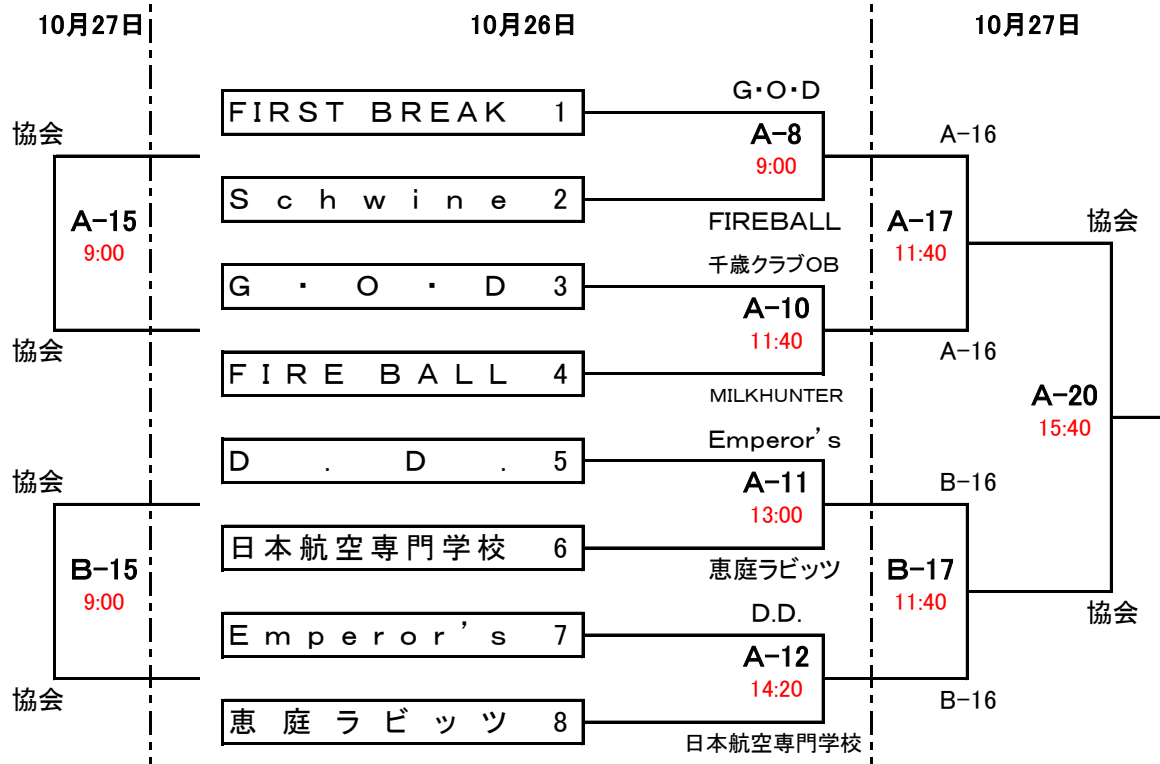 10月27日 10月26日 10月27日
G・O・D
FIRST BREAK 1
協会 A-8 A-16
9:00
Schwine 2
A-15 FIREBALL A-17 協会
9:00 11:40
千歳クラブOB
G・O・D 3
A-10
11:40
協会 A-16
FIRE BALL 4
MILKHUNTER A-20
15:40
Emperor's
D.D. 5
協会 A-11 B-16
13:00
日本航空専門学校 6
B-15 恵庭ラビッツ B-17
9:00 11:40
D.D. 協会
Emperor's 7
A-12
14:20
協会 B-16
恵庭ラビッツ 8
日本航空専門学校